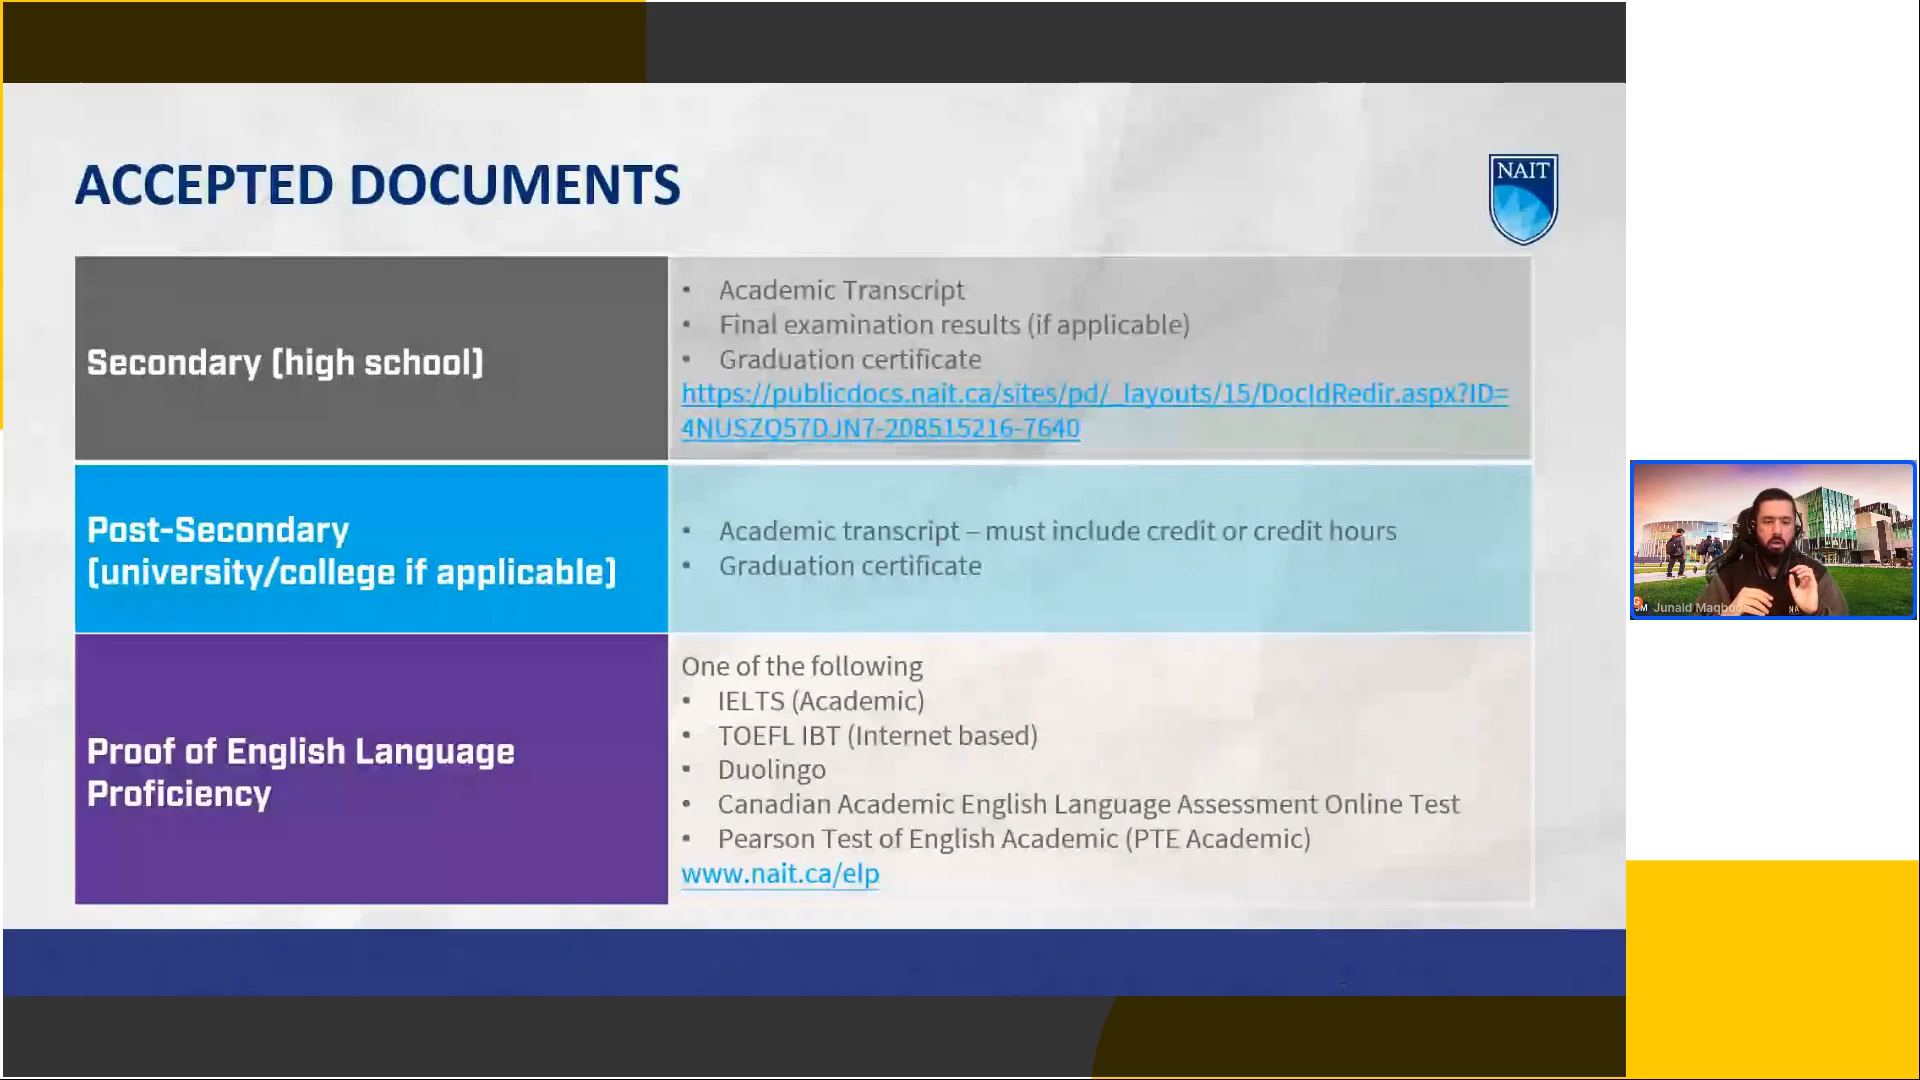 ACCEPTED DOCUMENTS
NAIT
Secondary (high school)
• Academic Transcript
• Final examination results (if applicable)
• Graduation certificate
https://publicdocs.nait.ca/sites/pd/_layouts/15/DocIdRedir.aspx?ID=
4NUSZQ57DJN7-208515216-7640
Post-Secondary
(university/college if applicable)
• Academic transcript – must include credit or credit hours
• Graduation certificate
Proof of English Language
Proficiency
One of the following
• IELTS (Academic)
• TOEFL IBT (Internet based)
• Duolingo
• Canadian Academic English Language Assessment Online Test
• Pearson Test of English Academic (PTE Academic)
www.nait.ca/elp
Junaid